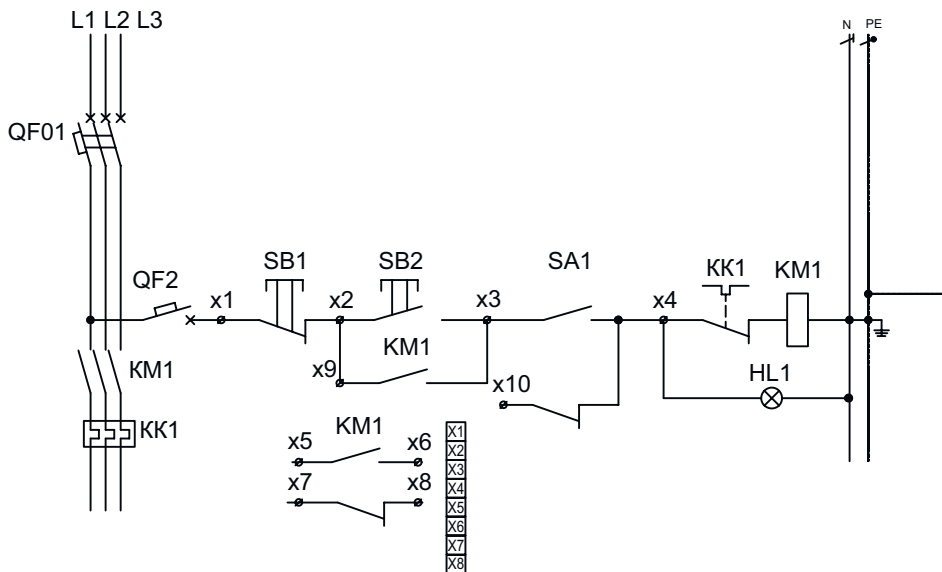 L1 L2 L3
N PE
QF01
QF2
x1
SB1
x2
SB2
x3
SA1
x4
KK1
KM1
KM1
x9
KM1
x10
HL1
KK1
x5
KM1
x6
x7
x8
X1
X2
X3
X4
X5
X6
X7
X8